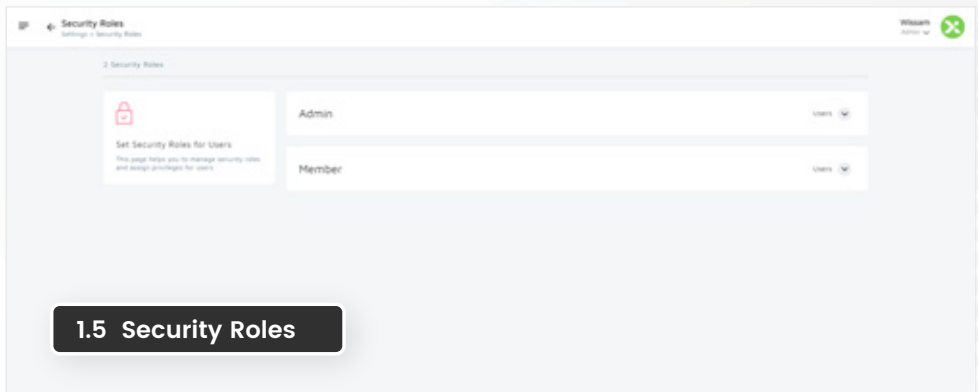 Security Roles
Settings > Security Roles
Wissam
Admin
2 Security Roles
Set Security Roles for Users
This page helps you to manage security roles
and assign privileges for users
Admin
Users
Member
Users
1.5 Security Roles